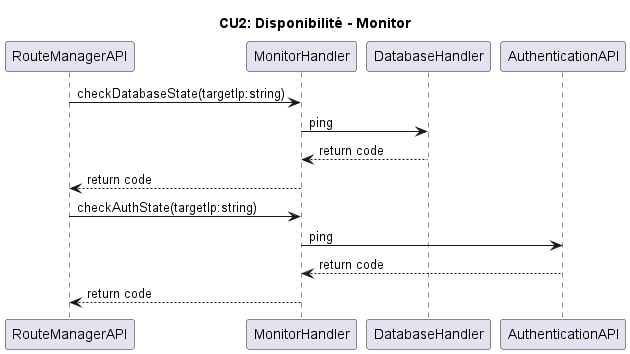 CU2: Disponibilité - Monitor
RouteManagerAPI MonitorHandler DatabaseHandler AuthenticationAPI
checkDatabaseState(targetIp:string)
ping
return code
return code
checkAuthState(targetIp:string)
ping
return code
return code
RouteManagerAPI MonitorHandler DatabaseHandler AuthenticationAPI